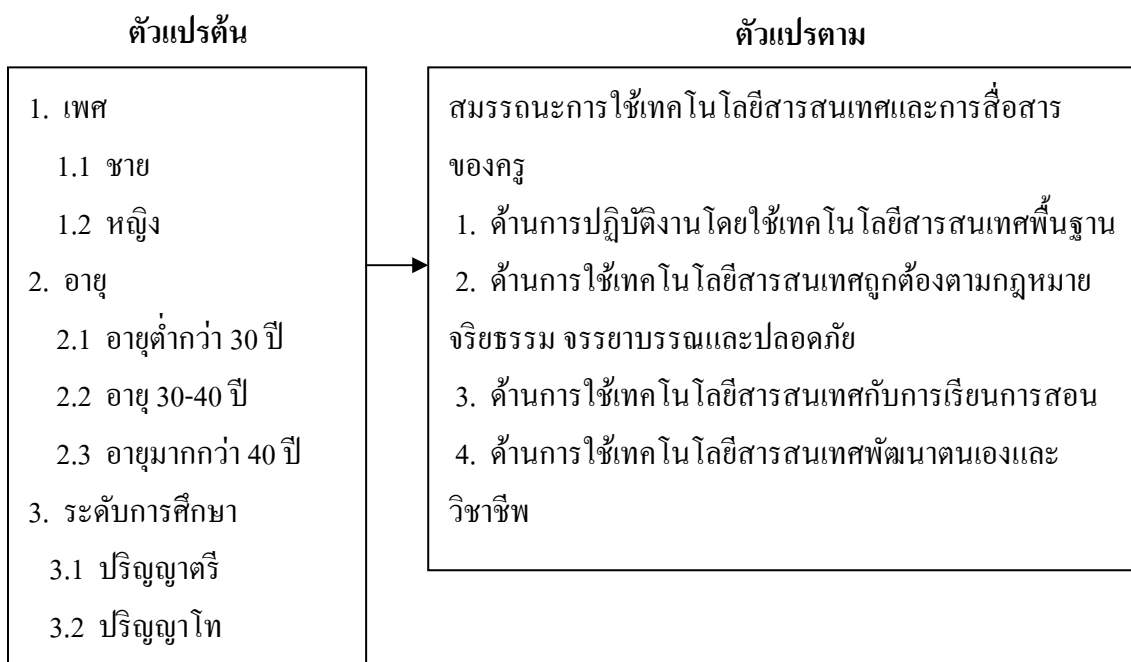 ตัวแปรต้น
1. เพศ
1.1 ชาย
1.2 หญิง
2. อายุ
2.1 อายุต่ำกว่า 30 ปี
2.2 อายุ 30-40 ปี
2.3 อายุมากกว่า 40 ปี
3. ระดับการศึกษา
3.1 ปริญญาตรี
3.2 ปริญญาโท
ตัวแปรตาม
สมรรถนะการใช้เทคโนโลยีสารสนเทศและการสื่อสาร
ของครู
1. ด้านการปฏิบัติงานโดยใช้เทคโนโลยีสารสนเทศพื้นฐาน
2. ด้านการใช้เทคโนโลยีสารสนเทศถูกต้องตามกฎหมาย
จริยธรรม จรรยาบรรณและปลอดภัย
3. ด้านการใช้เทคโนโลยีสารสนเทศกับการเรียนการสอน
4. ด้านการใช้เทคโนโลยีสารสนเทศพัฒนาตนเองและ
วิชาชีพ